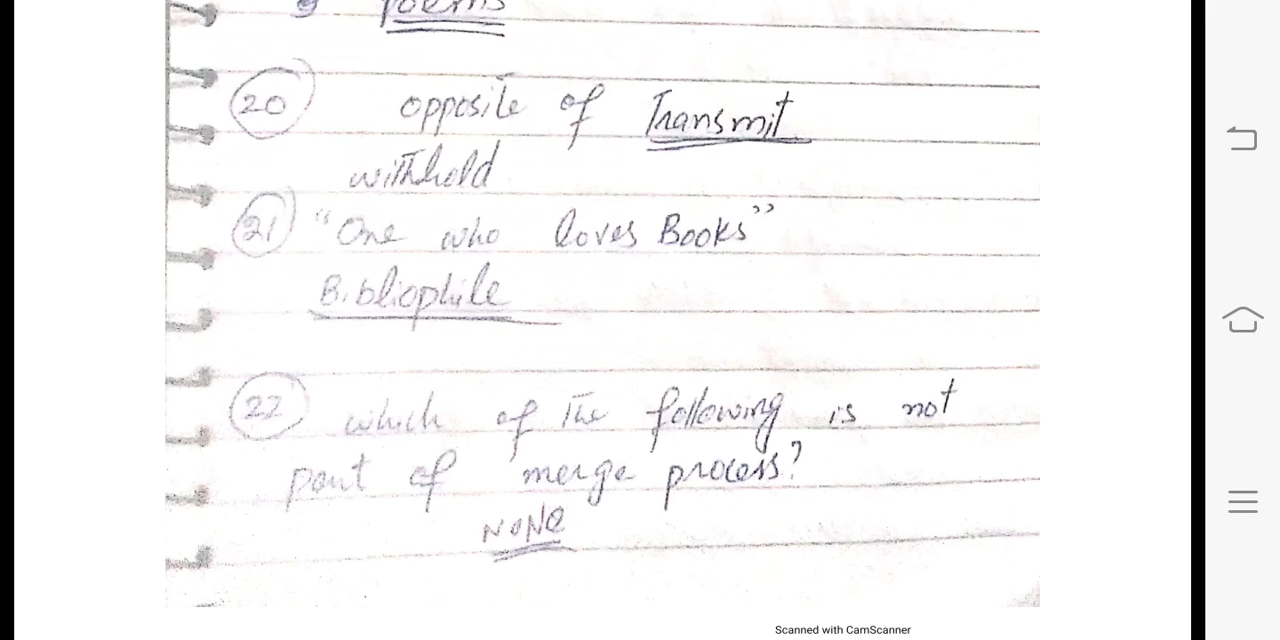 Poems
20 opposite of Transmit
withhold
21 "One who loves Books"
Bibliophile
22 which of the following is not
part of merge process?
NONE
Scanned with CamScanner